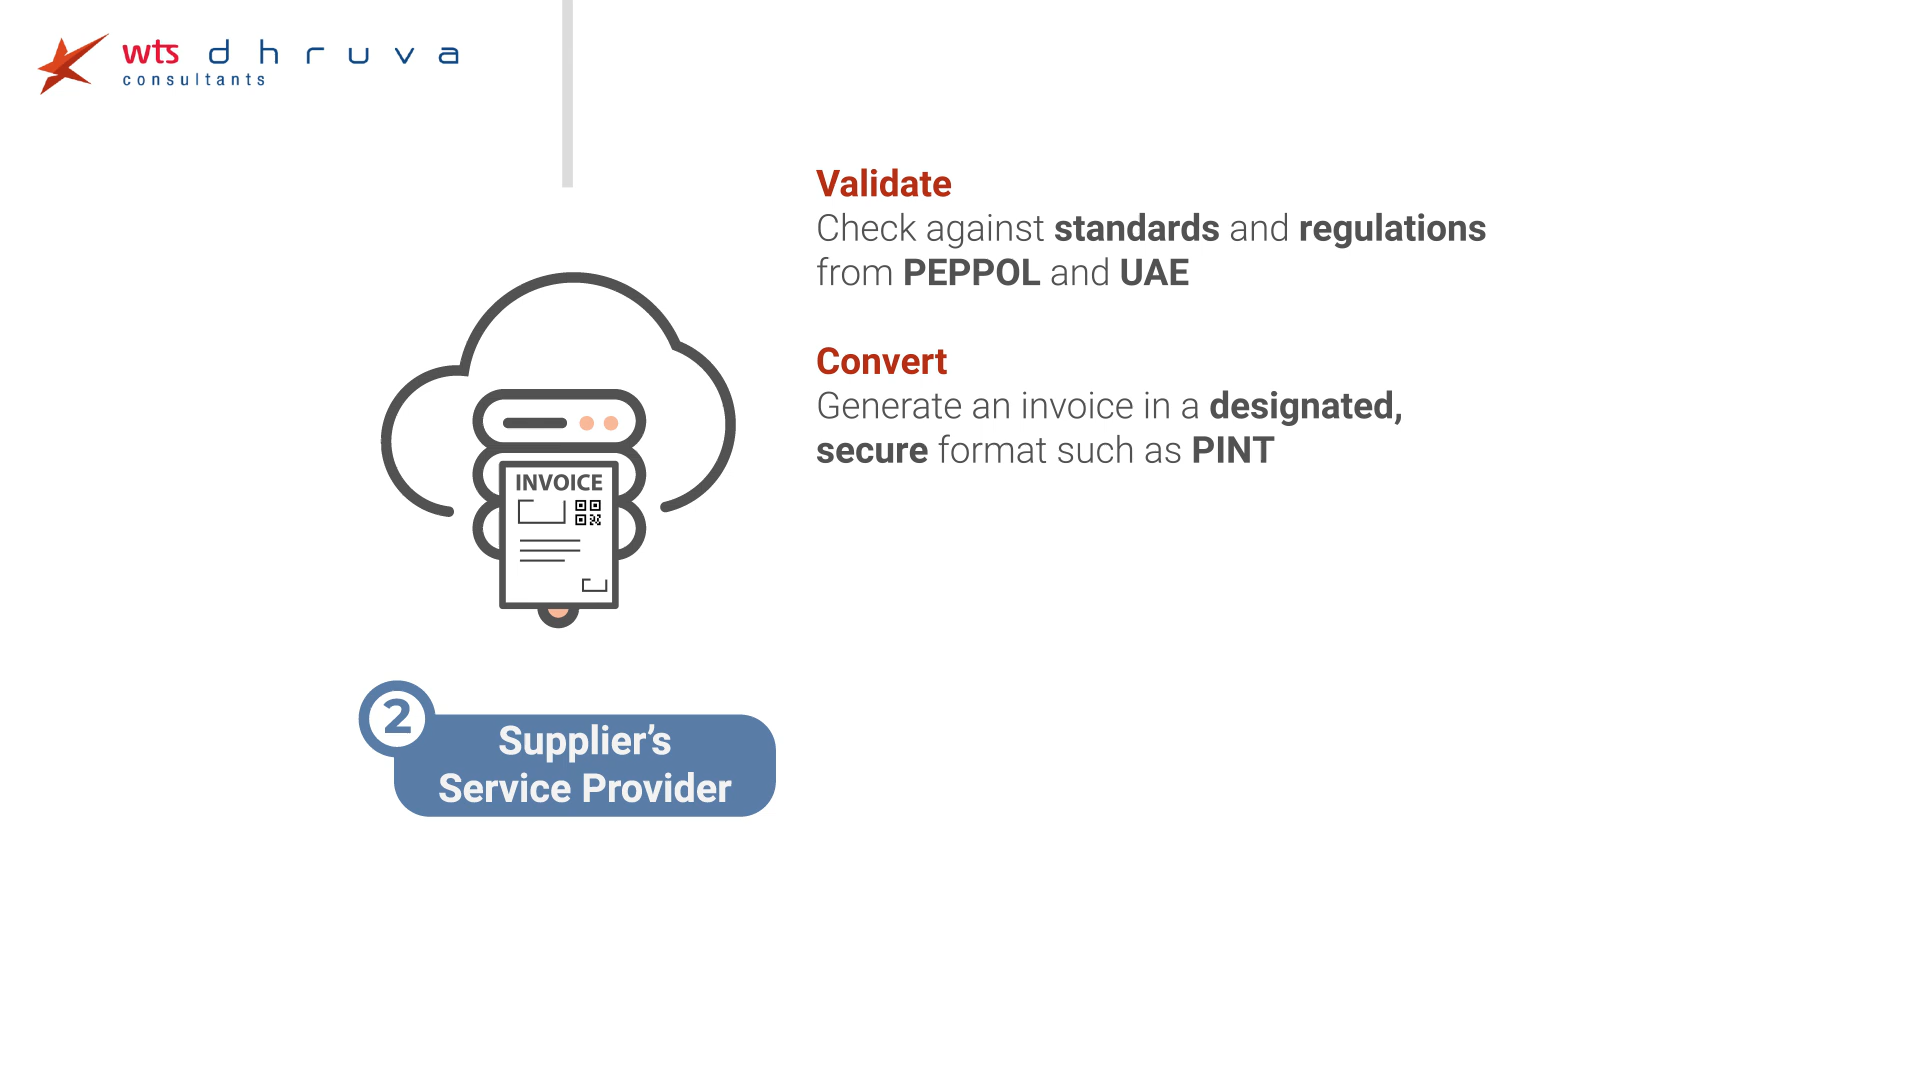 wts dhruva
consultants
Validate
Check against standards and regulations
from PEPPOL and UAE
Convert
Generate an invoice in a designated,
secure format such as PINT
INVOICE
2
Supplier’s
Service Provider